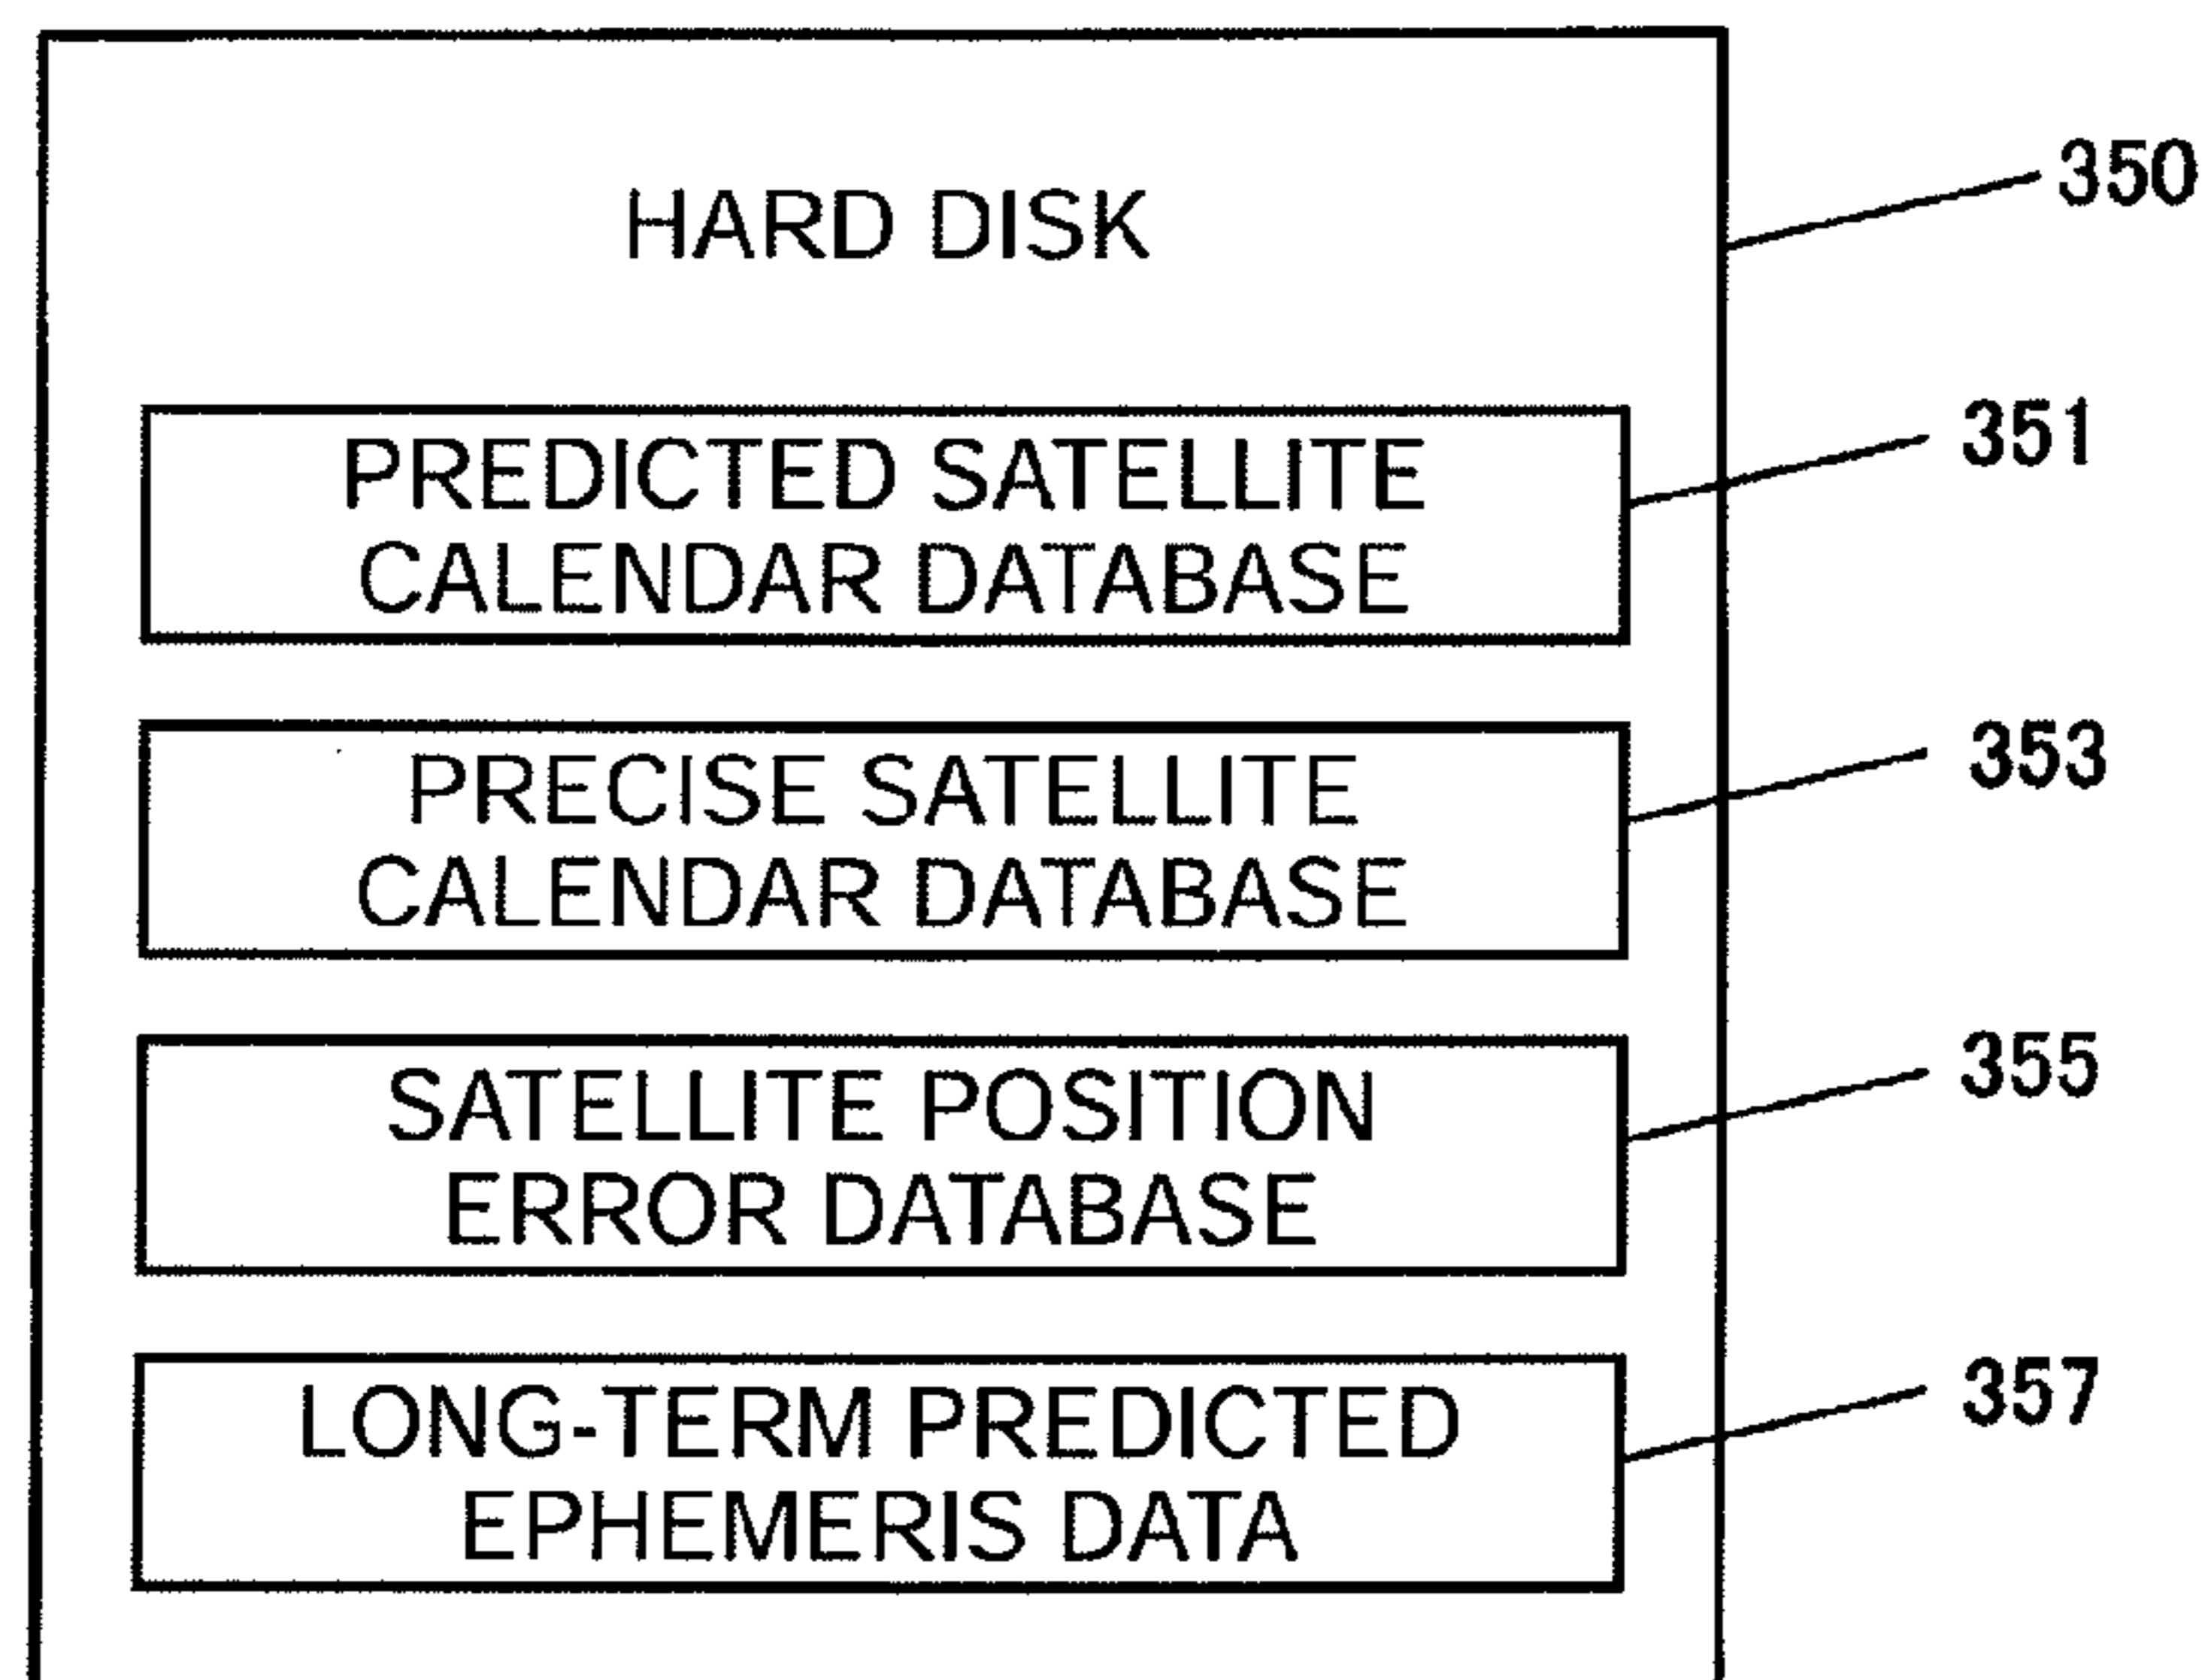 HARD DISK
350
PREDICTED SATELLITE
CALENDAR DATABASE
351
PRECISE SATELLITE
CALENDAR DATABASE
353
SATELLITE POSITION
ERROR DATABASE
355
LONG-TERM PREDICTED
EPHEMERIS DATA
357